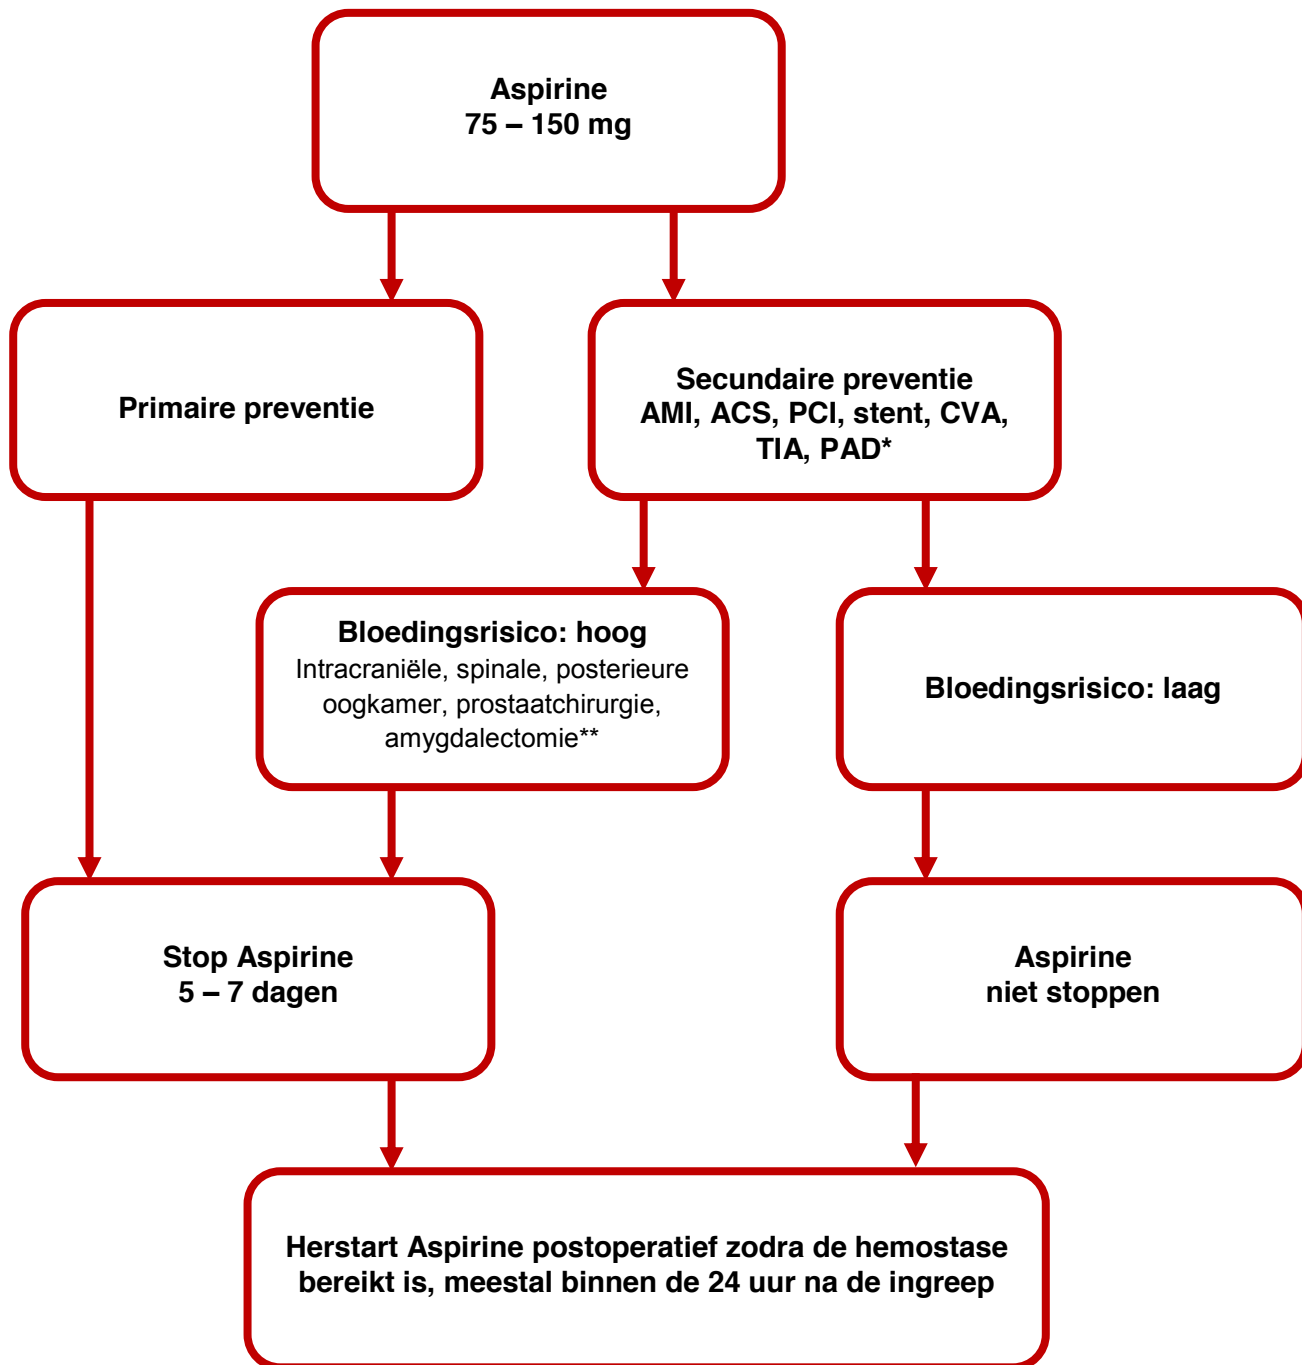 Aspirine
75 – 150 mg
Primaire preventie
Secundaire preventie
AMI, ACS, PCI, stent, CVA,
TIA, PAD*
Bloedingsrisico: hoog
Intracraniële, spinale, posterieure
oogkamer, prostaatchirurgie,
amygdalectomie**
Bloedingsrisico: laag
Stop Aspirine
5 – 7 dagen
Aspirine
niet stoppen
Herstart Aspirine postoperatief zodra de hemostase
bereikt is, meestal binnen de 24 uur na de ingreep